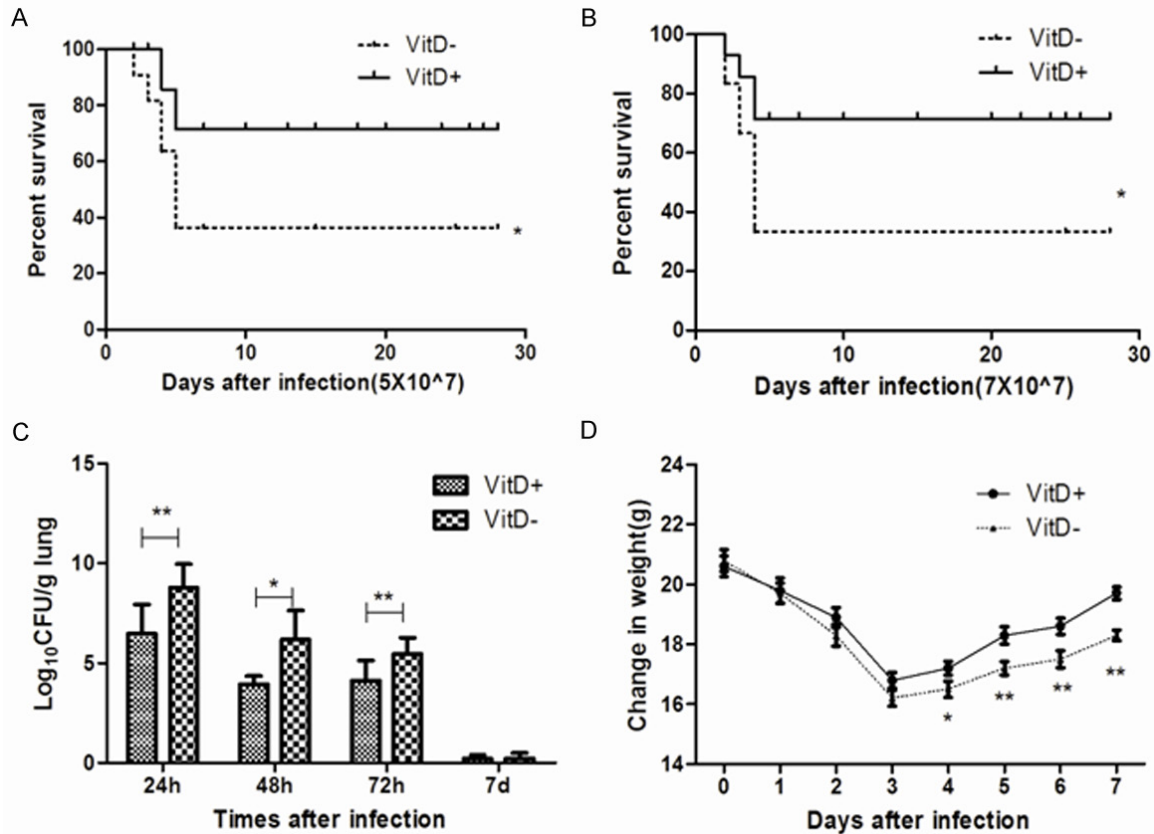 A
VitD-
VitD+
100
80
60
40
20
0
0 10 20 30
Percent survival
Days after infection(5X10^7)
*
B
VitD-
VitD+
100
80
60
40
20
0
0 10 20 30
Percent survival
Days after infection(7X10^7)
*
C
VitD+
VitD-
15
10
5
0
** * **
24h 48h 72h 7d
Log10CFU/g lung
Times after infection
D
VitD+
VitD-
24
22
20
18
16
14
* ** ** **
0 1 2 3 4 5 6 7
Change in weight(g)
Days after infection